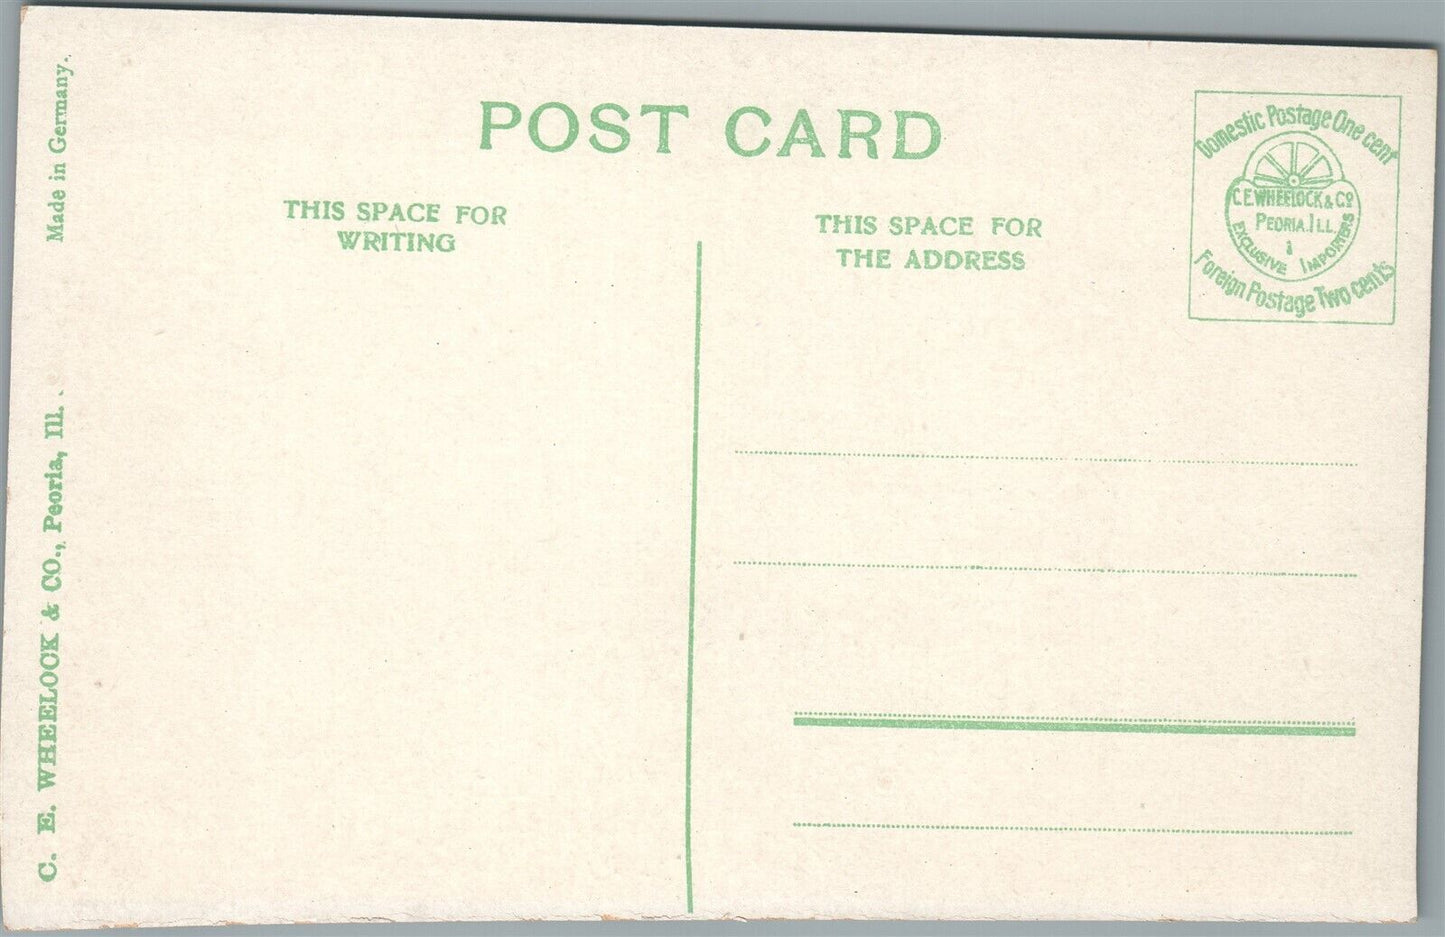 POST CARD
THIS SPACE FOR
WRITING
THIS SPACE FOR
THE ADDRESS
Domestic Postage One cent
C.E. WHEELOCK & Cº
PEORIA. ILL.
EXCLUSIVE IMPORTERS
Foreign Postage Two cents
Made in Germany.
C. E. WHEELOCK & CO., Peoria, Ill.